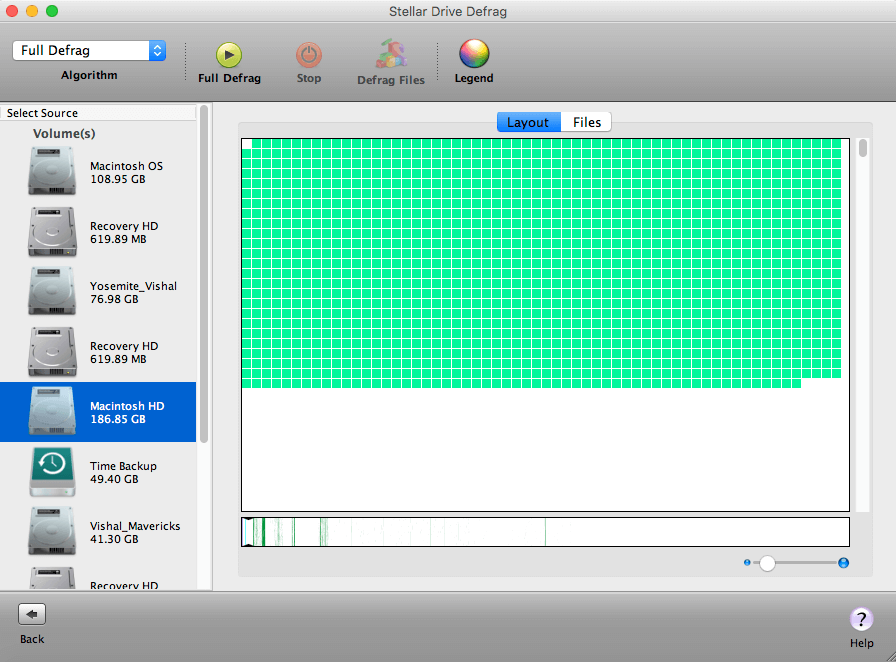 Stellar Drive Defrag
Full Defrag
Algorithm
Full Defrag
Stop
Defrag Files
Legend
Select Source
Volume(s)
Macintosh OS
108.95 GB
Recovery HD
619.89 MB
Yosemite_Vishal
76.98 GB
Recovery HD
619.89 MB
Macintosh HD
186.85 GB
Time Backup
49.40 GB
Vishal_Mavericks
41.30 GB
Recovery HD
Layout
Files
Back
?
Help